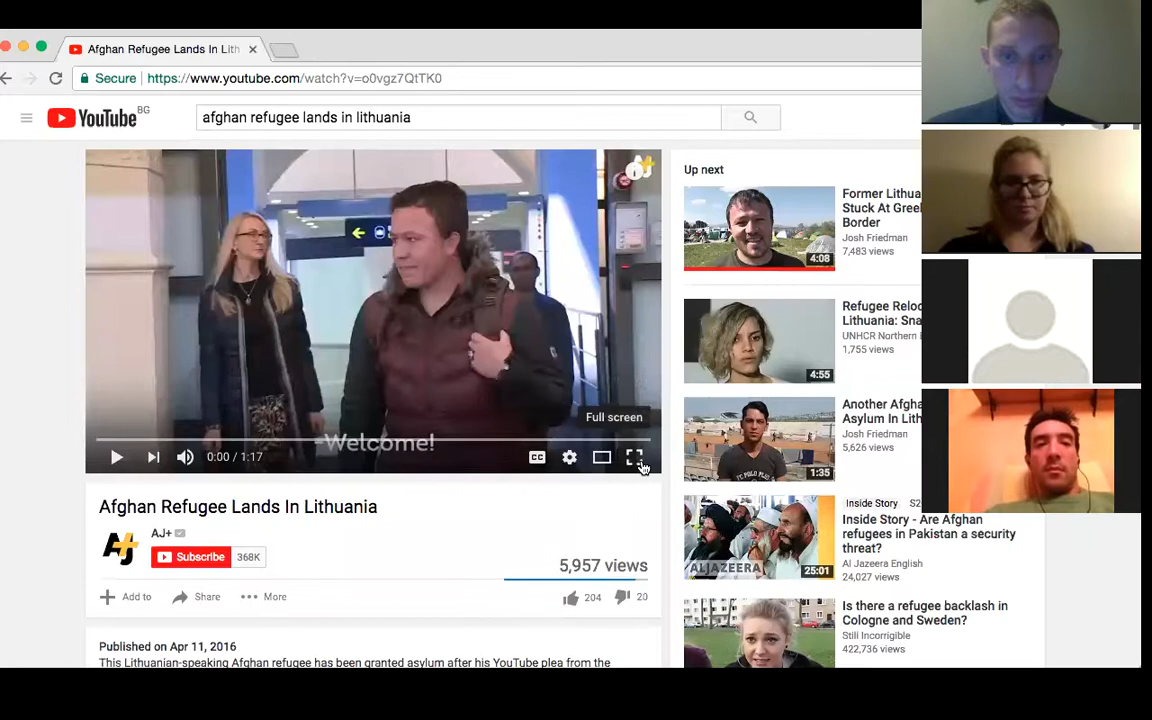 Afghan Refugee Lands In Lith
Secure https://www.youtube.com/watch?v=o0vgz7QtTK0
YouTube BG
afghan refugee lands in lithuania
Full screen
Welcome!
0:00 / 1:17
CC
Afghan Refugee Lands In Lithuania
AJ+
Subscribe 368K
5,957 views
Add to Share More
204 20
Published on Apr 11, 2016
This Lithuanian-speaking Afghan refugee has been granted asylum after his YouTube plea from the
Up next
Former Lithua
Stuck At Gree
Border
Josh Friedman
7,483 views
4:08
Refugee Reloc
Lithuania: Sna
UNHCR Northern E
1,755 views
4:55
Another Afgha
Asylum In Lith
Josh Friedman
5,626 views
1:35
Inside Story S2
Inside Story - Are Afghan
refugees in Pakistan a security
threat?
Al Jazeera English
24,027 views
ALJAZEERA
25:01
Is there a refugee backlash in
Cologne and Sweden?
Still Incorrigible
422,736 views